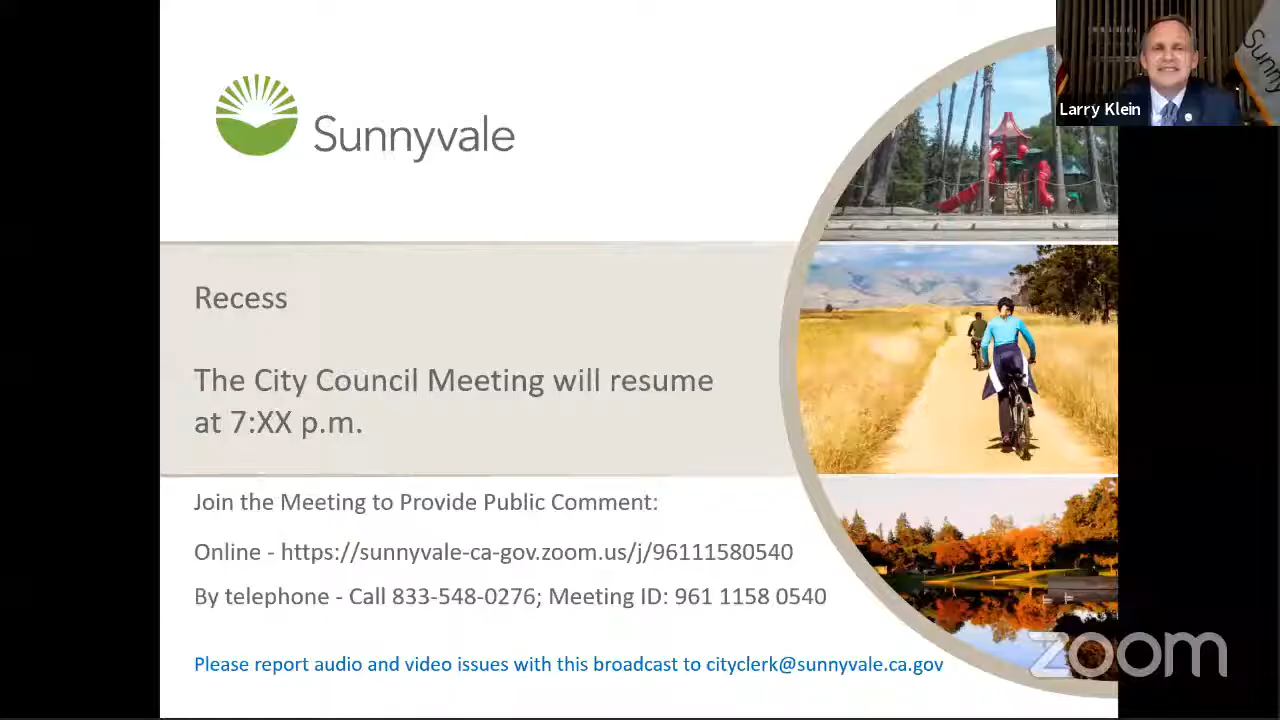 Sunnyvale
Larry Klein
Sunny
Recess
The City Council Meeting will resume
at 7:XX p.m.
Join the Meeting to Provide Public Comment:
Online - https://sunnyvale-ca-gov.zoom.us/j/96111580540
By telephone - Call 833-548-0276; Meeting ID: 961 1158 0540
Please report audio and video issues with this broadcast to cityclerk@sunnyvale.ca.gov
zoom